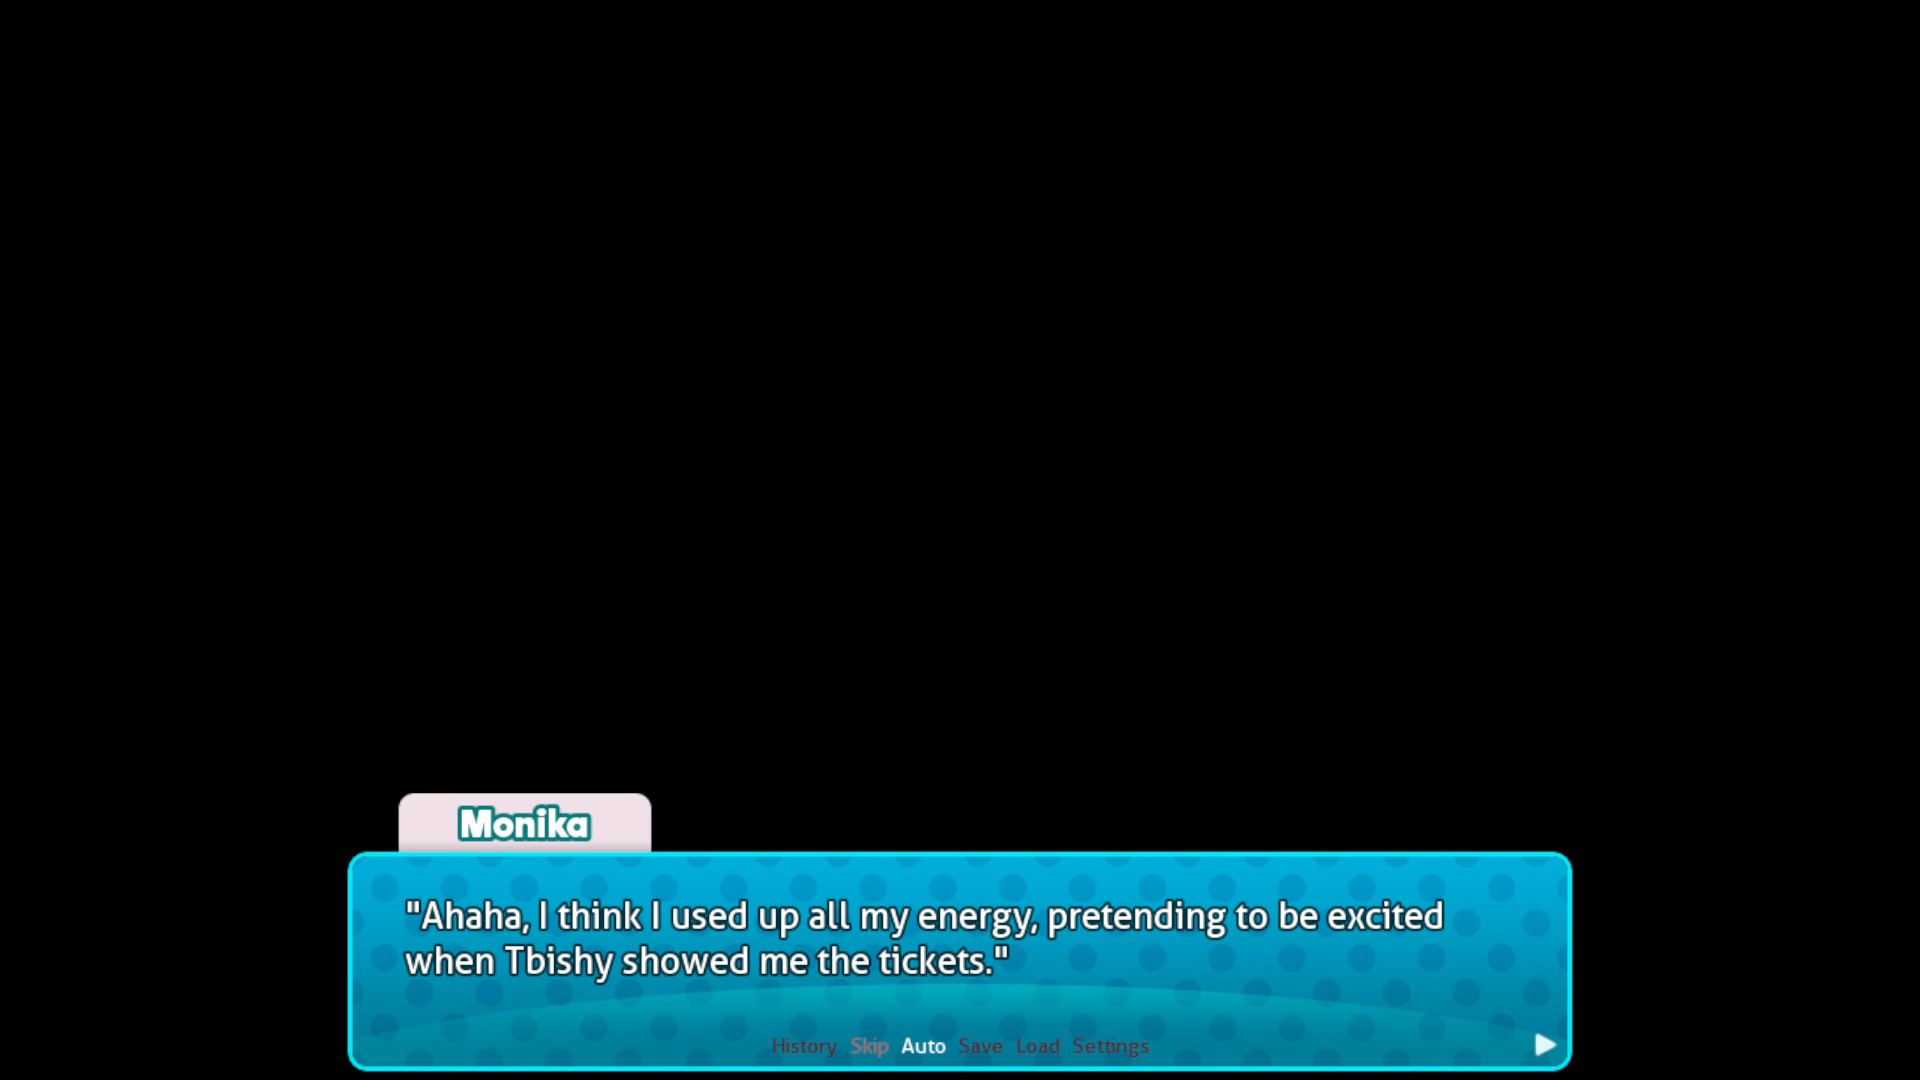 Monika
"Ahaha, I think I used up all my energy, pretending to be excited
when Tbishy showed me the tickets."
History Skip Auto Save Load Settings